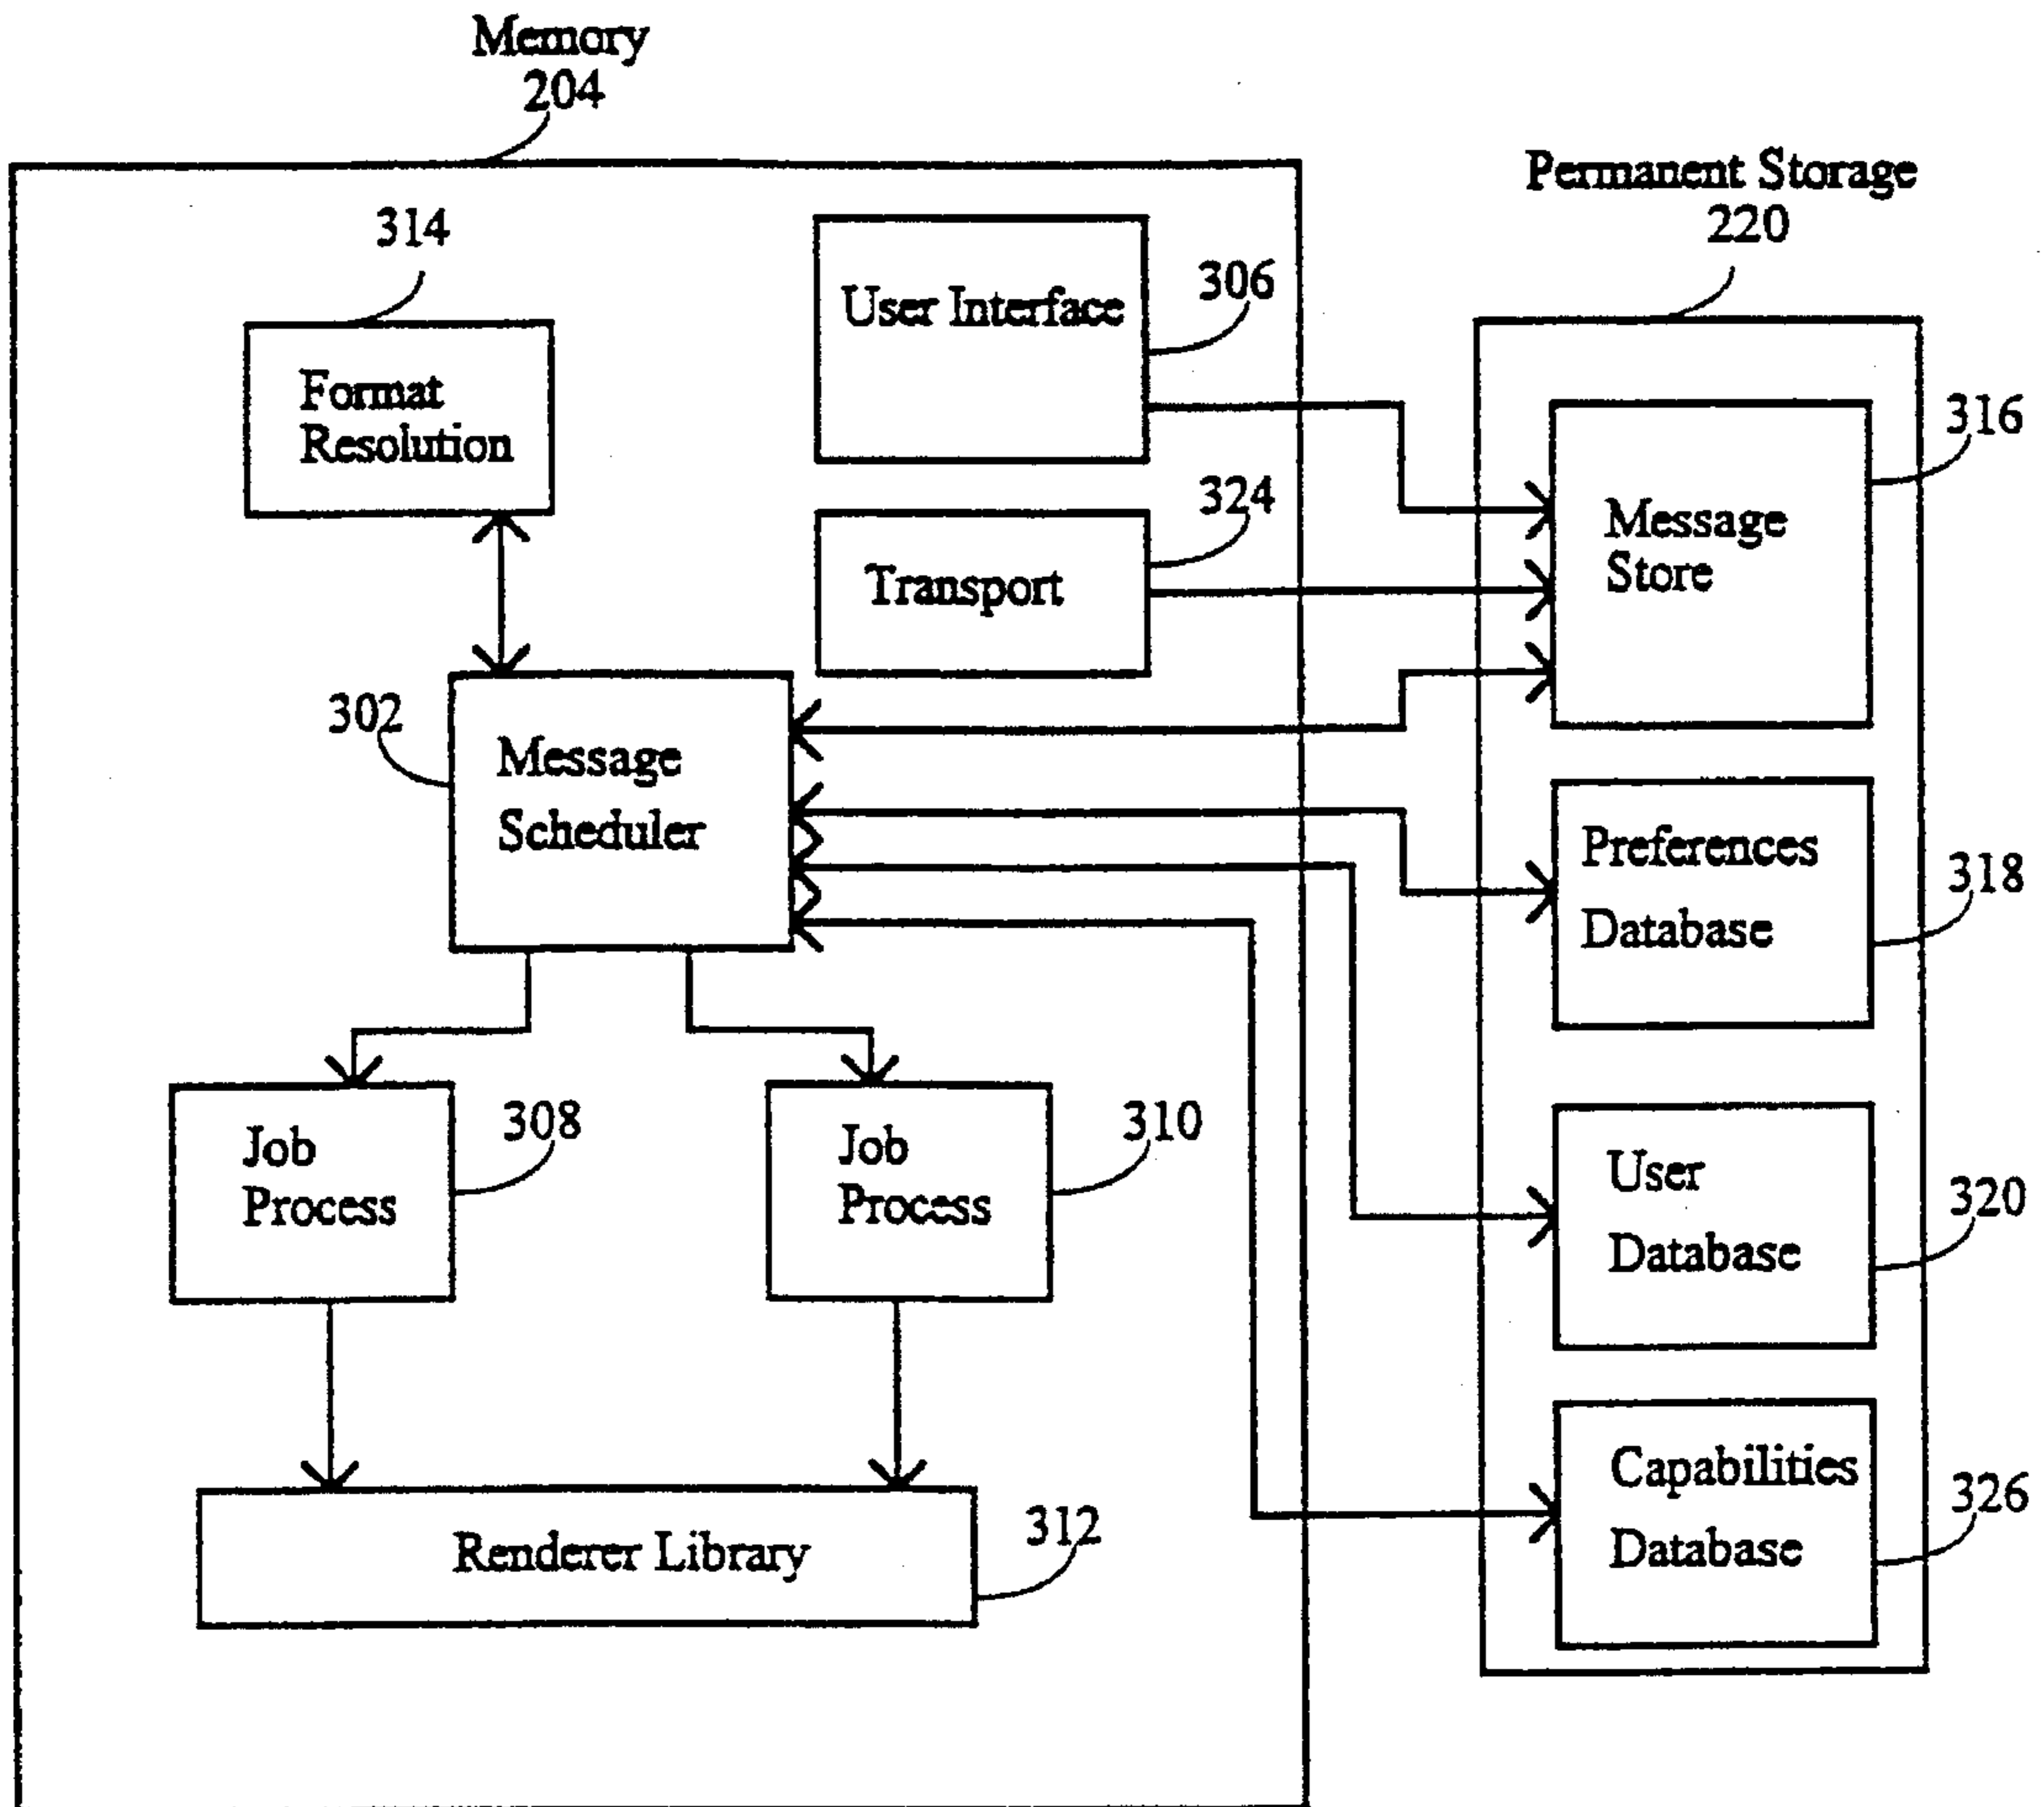 Memory
204
Permanent Storage
220
314
User Interface
306
Format
Resolution
316
324
Message
Store
Transport
302
Message
Scheduler
Preferences
Database
318
Job
Process
308
Job
Process
310
User
Database
320
Capabilities
Database
326
Renderer Library
312